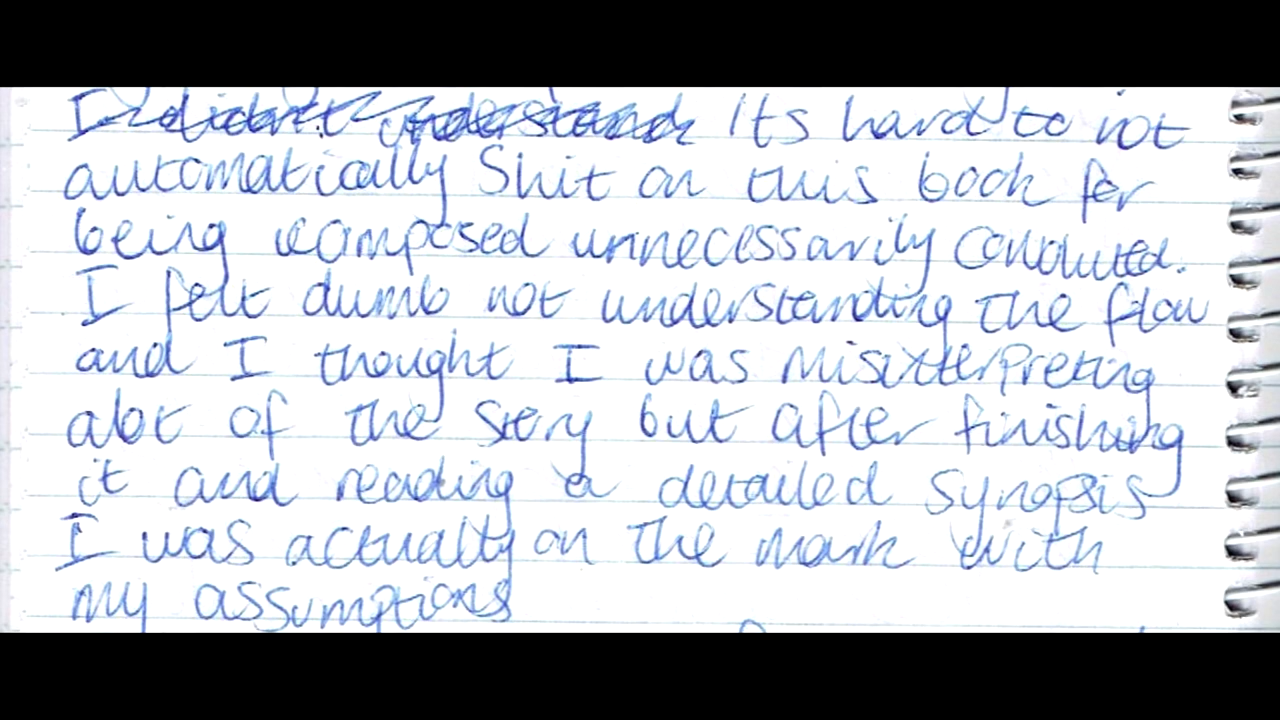 I didn't understand Its hard to not
automatically Shit on this book for
being composed unnecessarily convoluted.
I felt dumb not understanding the flow
and I thought I was misinterpreting
alot of the story but after finishing
it and reading a detailed synopsis
I was actually on the mark with
my assumptions